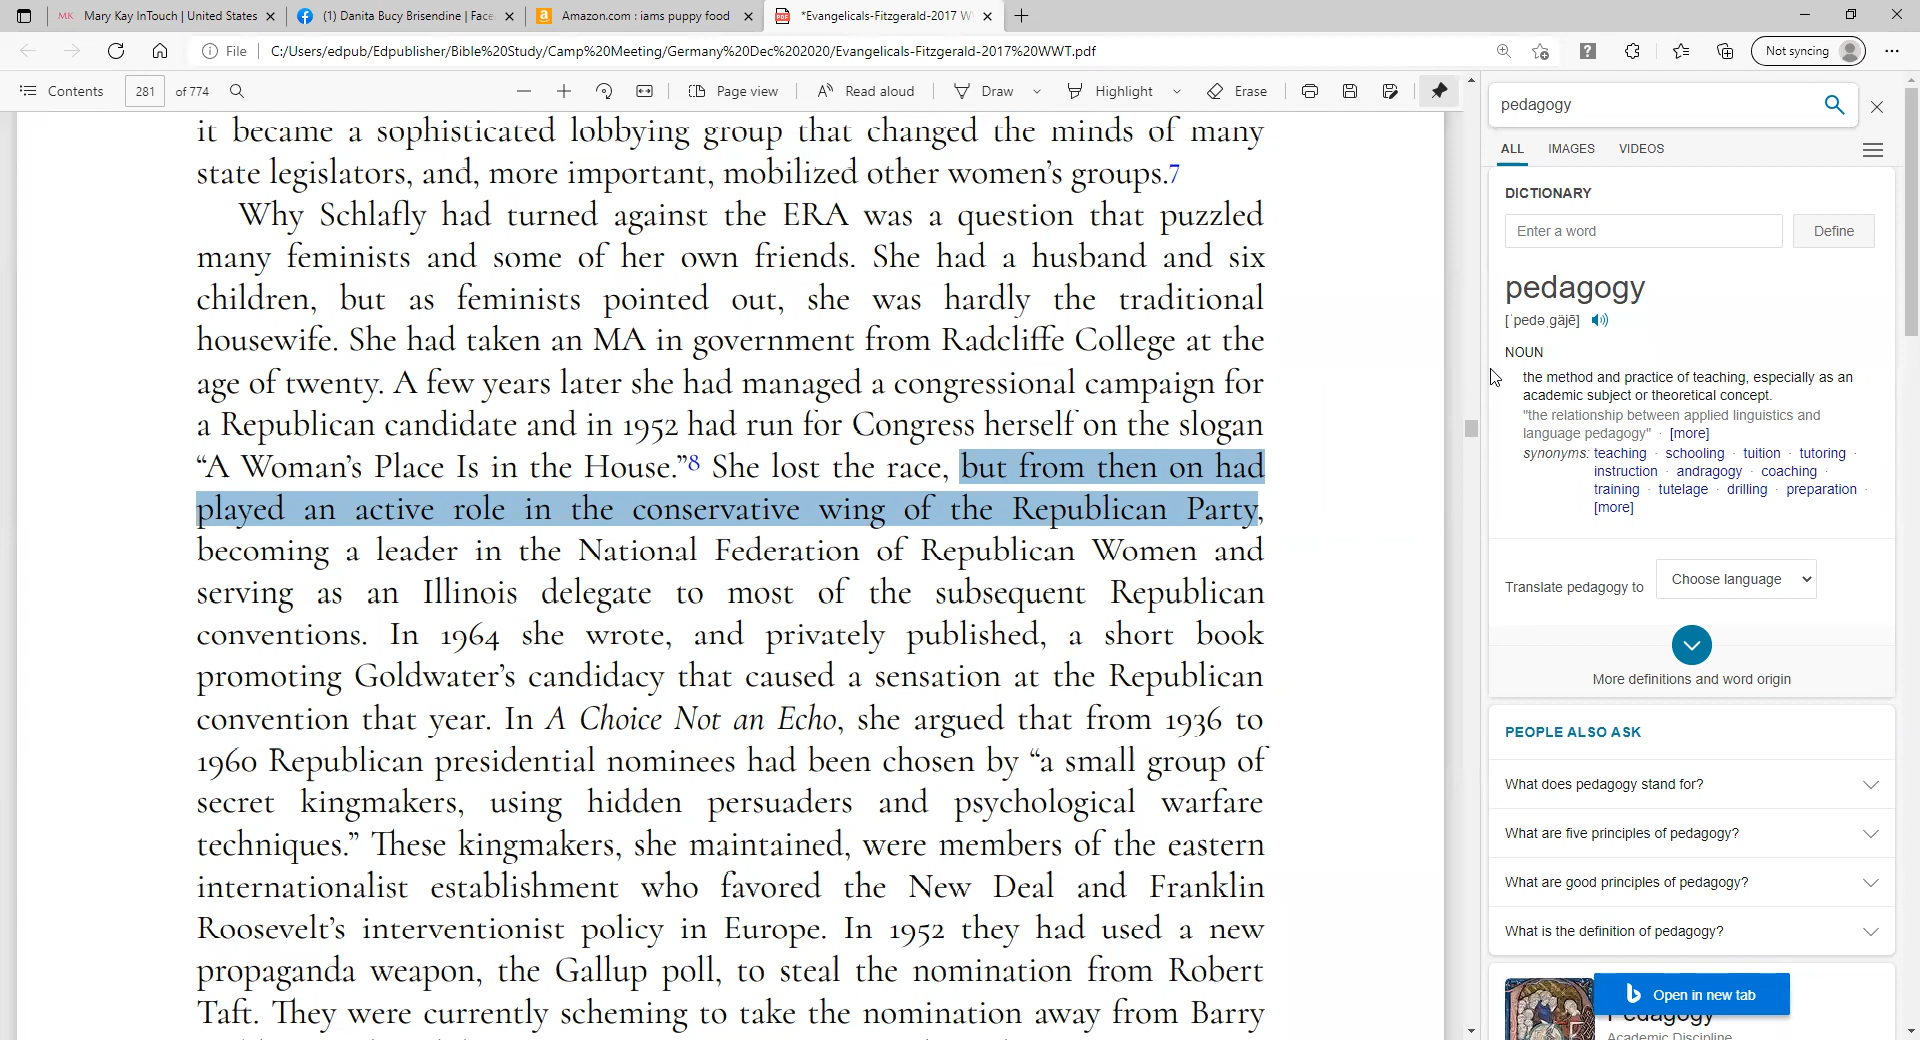 Mary Kay InTouch | United States
(1) Danita Bucy Brisendine | Face
Amazon.com : iams puppy food
*Evangelicals-Fitzgerald-2017 W
File
C:/Users/edpub/Edpublisher/Bible%20Study/Camp%20Meeting/Germany%20Dec%202020/Evangelicals-Fitzgerald-2017%20WWT.pdf
Not syncing
Contents
281 of 774
Page view
Read aloud
Draw
Highlight
Erase
it became a sophisticated lobbying group that changed the minds of many
state legislators, and, more important, mobilized other women's groups.7
Why Schlafly had turned against the ERA was a question that puzzled
many feminists and some of her own friends. She had a husband and six
children, but as feminists pointed out, she was hardly the traditional
housewife. She had taken an MA in government from Radcliffe College at the
age of twenty. A few years later she had managed a congressional campaign for
a Republican candidate and in 1952 had run for Congress herself on the slogan
“A Woman's Place Is in the House.”8 She lost the race, but from then on had
played an active role in the conservative wing of the Republican Party,
becoming a leader in the National Federation of Republican Women and
serving as an Illinois delegate to most of the subsequent Republican
conventions. In 1964 she wrote, and privately published, a short book
promoting Goldwater's candidacy that caused a sensation at the Republican
convention that year. In A Choice Not an Echo, she argued that from 1936 to
1960 Republican presidential nominees had been chosen by “a small group of
secret kingmakers, using hidden persuaders and psychological warfare
techniques.” These kingmakers, she maintained, were members of the eastern
internationalist establishment who favored the New Deal and Franklin
Roosevelt's interventionist policy in Europe. In 1952 they had used a new
propaganda weapon, the Gallup poll, to steal the nomination from Robert
Taft. They were currently scheming to take the nomination away from Barry
pedagogy
ALL IMAGES VIDEOS
DICTIONARY
Enter a word
Define
pedagogy
[ˈpedəˌɡäjē]
NOUN
the method and practice of teaching, especially as an
academic subject or theoretical concept.
"the relationship between applied linguistics and
language pedagogy" · [more]
synonyms: teaching · schooling · tuition · tutoring ·
instruction · andragogy · coaching ·
training · tutelage · drilling · preparation ·
[more]
Translate pedagogy to
Choose language
More definitions and word origin
PEOPLE ALSO ASK
What does pedagogy stand for?
What are five principles of pedagogy?
What are good principles of pedagogy?
What is the definition of pedagogy?
Open in new tab
Pedagogy
Academic Discipline